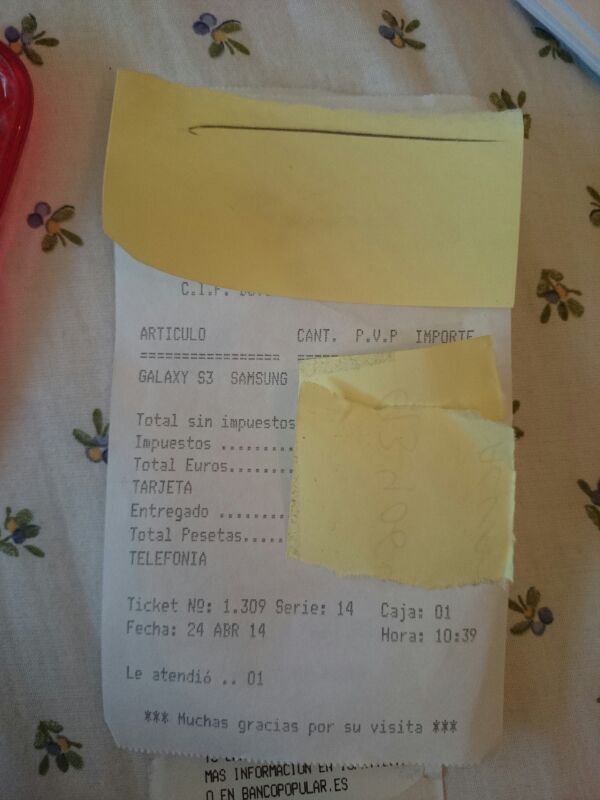 C.I.F.
ARTICULO CANT. P.V.P IMPORTE
================ =======
GALAXY S3 SAMSUNG
Total sin impuestos
Impuestos .........
Total Euros........
TARJETA
Entregado .........
Total Pesetas.....
TELEFONIA
Ticket Nº: 1.309 Serie: 14 Caja: 01
Fecha: 24 ABR 14 Hora: 10:39
Le atendió .. 01
*** Muchas gracias por su visita ***
MAS INFORMACION EN
O EN BANCOPOPULAR.ES